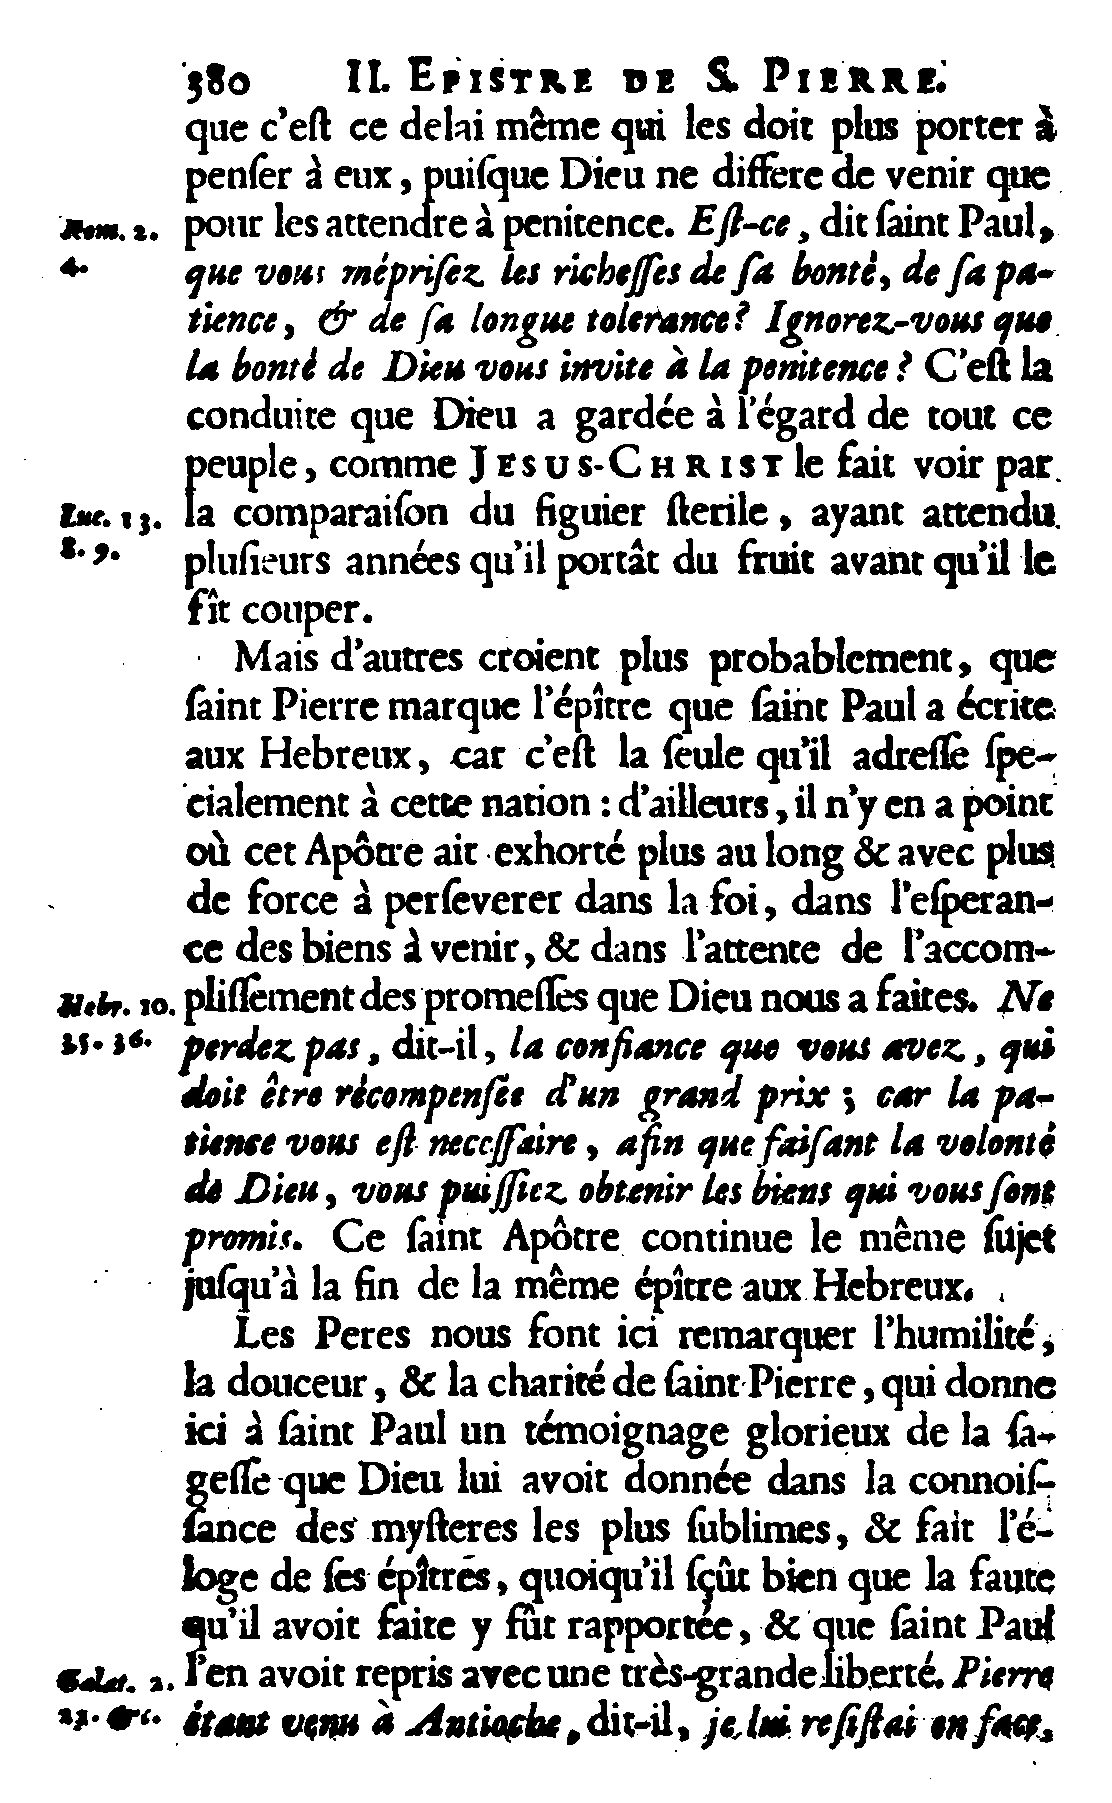 380 II. EPISTRE DE S. PIERRE.
que c'eſt ce delai même qui les doit plus porter à
penſer à eux, puiſque Dieu ne differe de venir que
Rom. 2. pour les attendre à penitence. Eſt-ce, dit ſaint Paul,
4. que vous mépriſez les richeſſes de ſa bonté, de ſa pa-
tience, & de ſa longue tolerance? Ignorez-vous que
la bonté de Dieu vous invite à la penitence? C'eſt la
conduite que Dieu a gardée à l'égard de tout ce
peuple, comme JESUS-CHRIST le fait voir par
Luc. 13. la comparaiſon du figuier ſterile, ayant attendu
8. 9. pluſieurs années qu'il portât du fruit avant qu'il le
fît couper.
Mais d'autres croient plus probablement, que
ſaint Pierre marque l'épître que ſaint Paul a écrite
aux Hebreux, car c'eſt la ſeule qu'il adreſſe ſpe-
cialement à cette nation : d'ailleurs, il n'y en a point
où cet Apôtre ait exhorté plus au long & avec plus
de force à perſeverer dans la foi, dans l'eſperan-
ce des biens à venir, & dans l'attente de l'accom-
Hebr. 10. pliſſement des promeſſes que Dieu nous a faites. Ne
35. 36. perdez pas, dit-il, la confiance que vous avez, qui
doit être récompenſée d'un grand prix ; car la pa-
tience vous eſt neceſſaire, afin que faiſant la volonté
de Dieu, vous puiſſiez obtenir les biens qui vous ſont
promis. Ce ſaint Apôtre continue le même ſujet
juſqu'à la fin de la même épître aux Hebreux.
Les Peres nous font ici remarquer l'humilité,
la douceur, & la charité de ſaint Pierre, qui donne
ici à ſaint Paul un témoignage glorieux de la ſa-
geſſe que Dieu lui avoit donnée dans la connoiſ-
ſance des myſteres les plus ſublimes, & fait l'é-
loge de ſes épîtres, quoiqu'il ſçût bien que la faute
qu'il avoit faite y fût rapportée, & que ſaint Paul
Galat. 2. l'en avoit repris avec une très-grande liberté. Pierre
&c. étant venu à Antioche, dit-il, je lui reſiſtai en face,